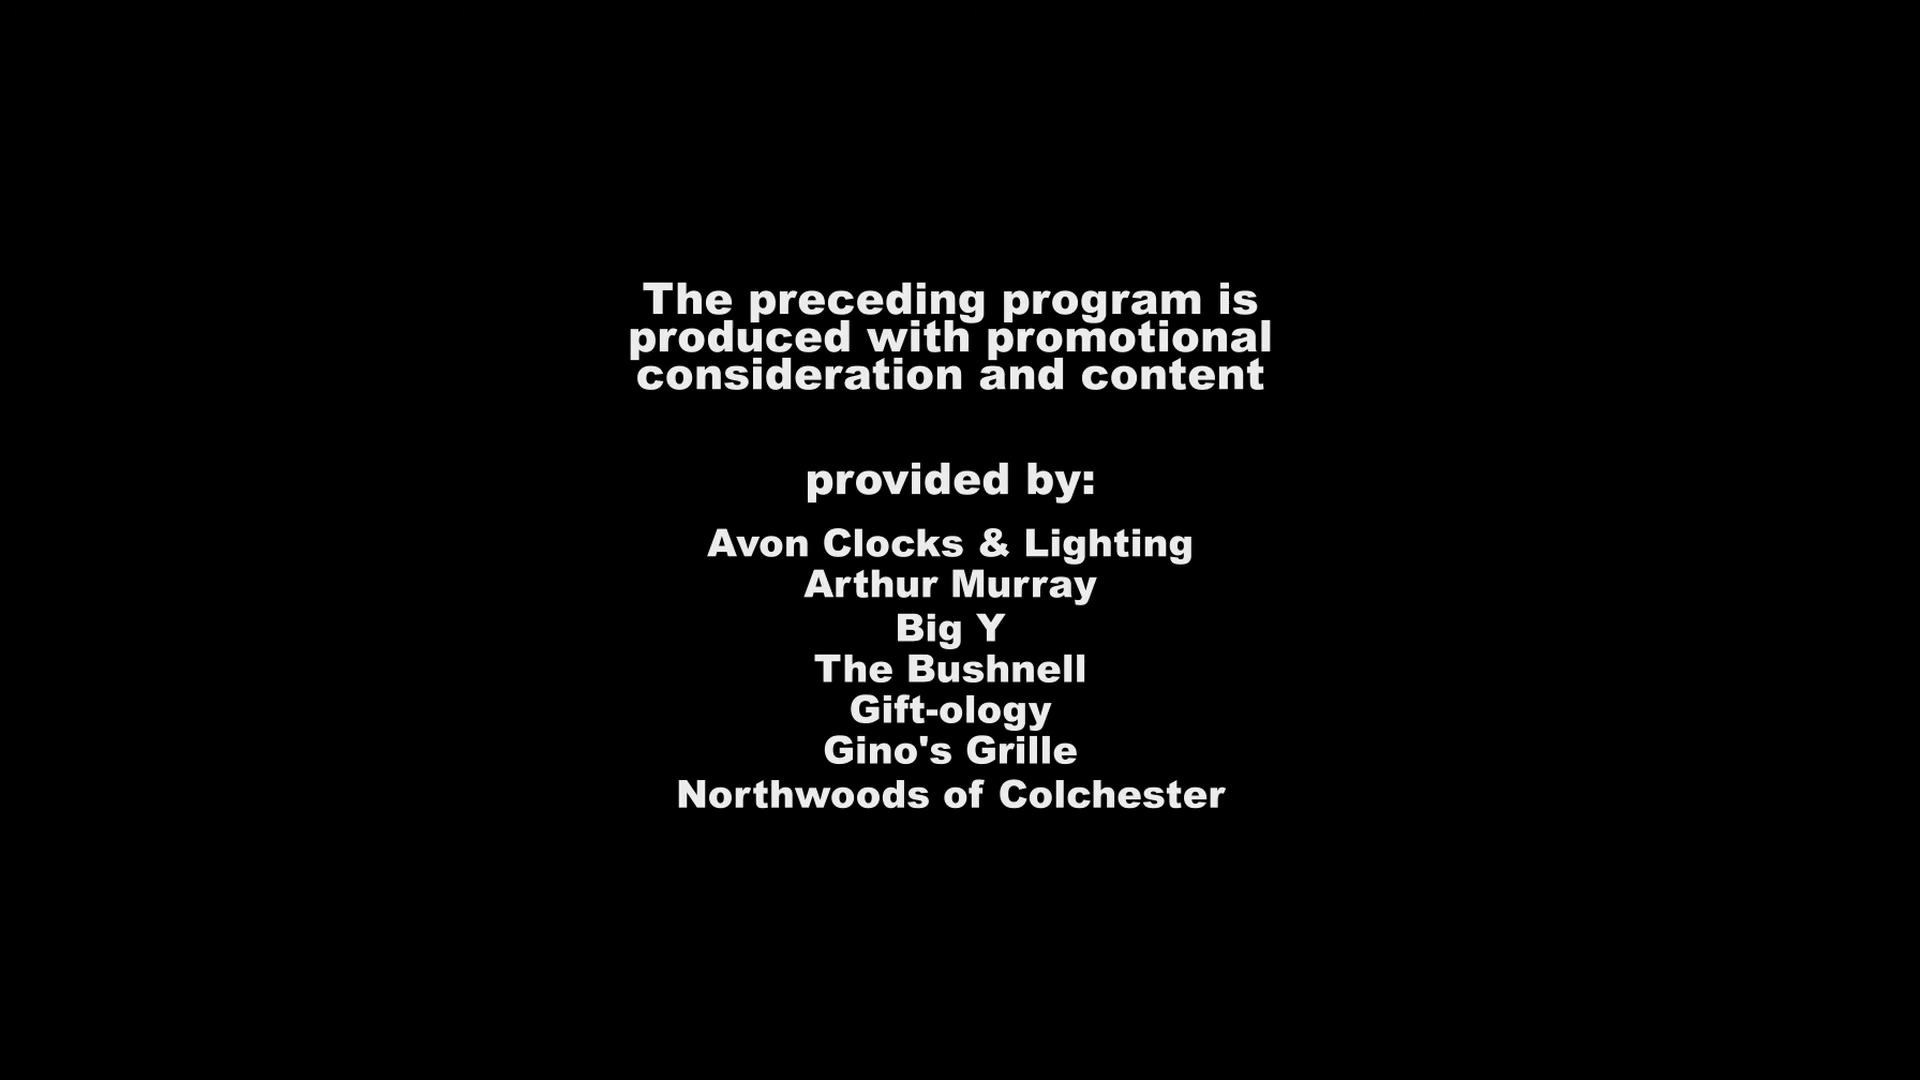 The preceding program is
produced with promotional
consideration and content
provided by:
Avon Clocks & Lighting
Arthur Murray
Big Y
The Bushnell
Gift-ology
Gino's Grille
Northwoods of Colchester